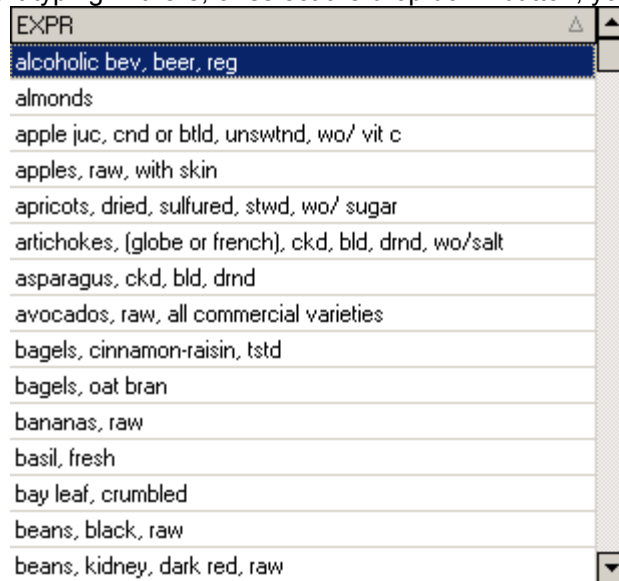 EXPR
alcoholic bev, beer, reg
almonds
apple juc, cnd or btld, unswtnd, wo/ vit c
apples, raw, with skin
apricots, dried, sulfured, stwd, wo/ sugar
artichokes, (globe or french), ckd, bld, drnd, wo/salt
asparagus, ckd, bld, drnd
avocados, raw, all commercial varieties
bagels, cinnamon-raisin, tstd
bagels, oat bran
bananas, raw
basil, fresh
bay leaf, crumbled
beans, black, raw
beans, kidney, dark red, raw